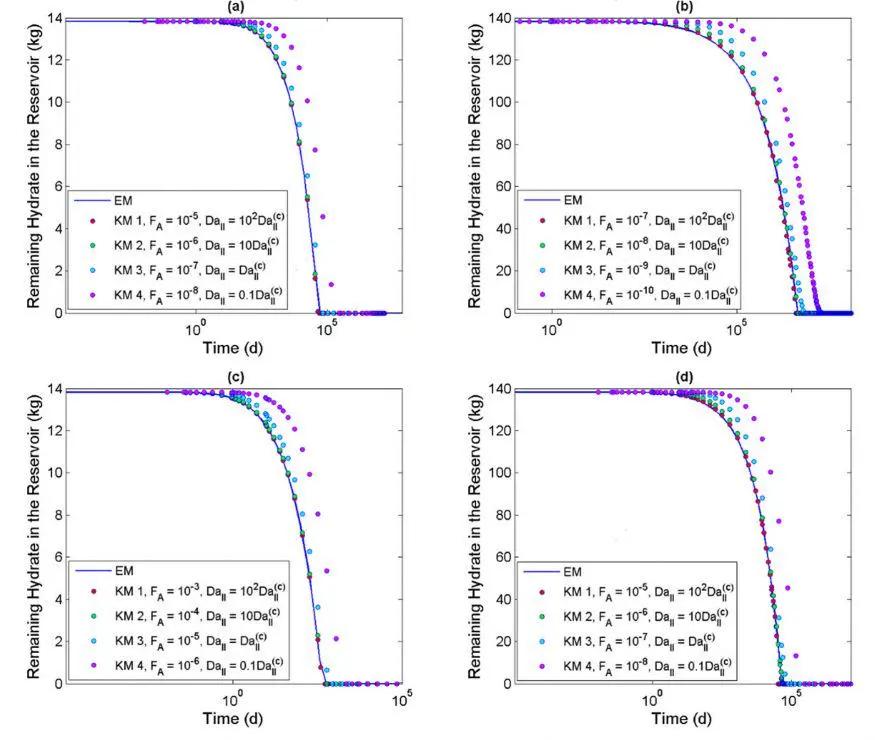 (a)
Remaining Hydrate in the Reservoir (kg)
14
12
10
8
6
4
2
0
EM
KM 1, F_A = 10^-5, Da_II = 10^2Da_II^(c)
KM 2, F_A = 10^-6, Da_II = 10Da_II^(c)
KM 3, F_A = 10^-7, Da_II = Da_II^(c)
KM 4, F_A = 10^-8, Da_II = 0.1Da_II^(c)
10^0
10^5
Time (d)
(b)
Remaining Hydrate in the Reservoir (kg)
140
120
100
80
60
40
20
0
EM
KM 1, F_A = 10^-7, Da_II = 10^2Da_II^(c)
KM 2, F_A = 10^-8, Da_II = 10Da_II^(c)
KM 3, F_A = 10^-9, Da_II = Da_II^(c)
KM 4, F_A = 10^-10, Da_II = 0.1Da_II^(c)
10^0
10^5
Time (d)
(c)
Remaining Hydrate in the Reservoir (kg)
14
12
10
8
6
4
2
0
EM
KM 1, F_A = 10^-3, Da_II = 10^2Da_II^(c)
KM 2, F_A = 10^-4, Da_II = 10Da_II^(c)
KM 3, F_A = 10^-5, Da_II = Da_II^(c)
KM 4, F_A = 10^-6, Da_II = 0.1Da_II^(c)
10^0
10^5
Time (d)
(d)
Remaining Hydrate in the Reservoir (kg)
140
120
100
80
60
40
20
0
EM
KM 1, F_A = 10^-5, Da_II = 10^2Da_II^(c)
KM 2, F_A = 10^-6, Da_II = 10Da_II^(c)
KM 3, F_A = 10^-7, Da_II = Da_II^(c)
KM 4, F_A = 10^-8, Da_II = 0.1Da_II^(c)
10^0
10^5
Time (d)